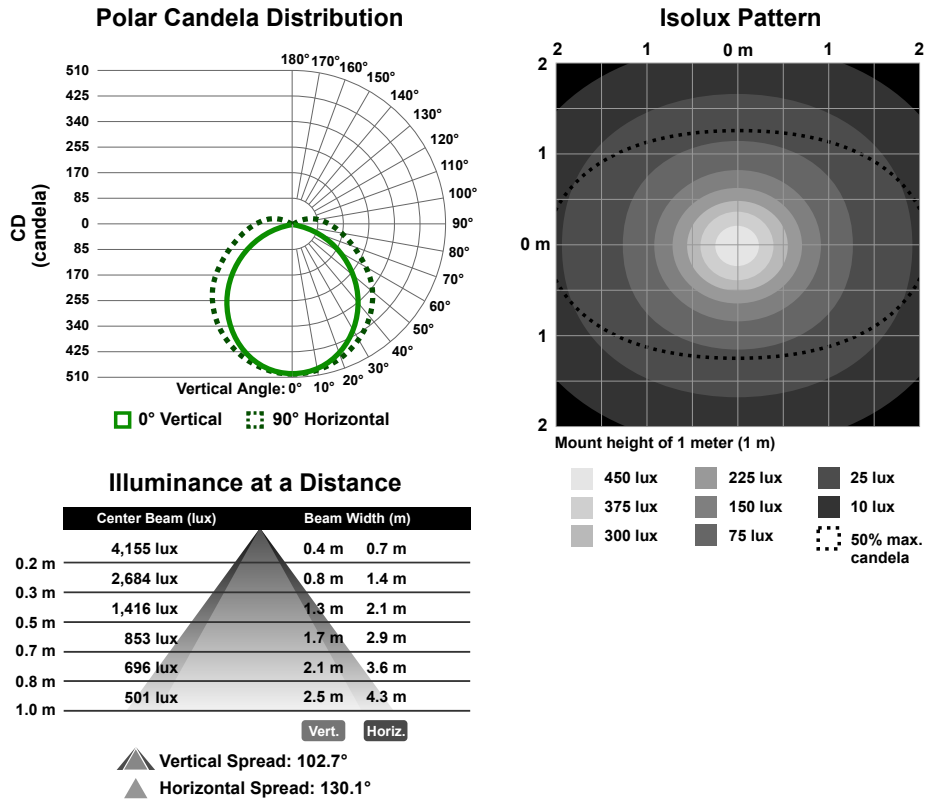 Polar Candela Distribution
180° 170° 160° 150° 140° 130° 120° 110° 100° 90° 80° 70° 60° 50° 40° 30° 20° 10°
510
425
340
255
170
85
0
85
170
255
340
425
510
CD
(candela)
Vertical Angle: 0°
0° Vertical 90° Horizontal
Isolux Pattern
2 1 0 m 1 2
2
1
0 m
1
2
Mount height of 1 meter (1 m)
450 lux 225 lux 25 lux
375 lux 150 lux 10 lux
300 lux 75 lux 50% max.
candela
Illuminance at a Distance
Center Beam (lux) Beam Width (m)
4,155 lux 0.4 m 0.7 m
0.2 m
2,684 lux 0.8 m 1.4 m
0.3 m
1,416 lux 1.3 m 2.1 m
0.5 m
853 lux 1.7 m 2.9 m
0.7 m
696 lux 2.1 m 3.6 m
0.8 m
501 lux 2.5 m 4.3 m
1.0 m
Vert. Horiz.
Vertical Spread: 102.7°
Horizontal Spread: 130.1°